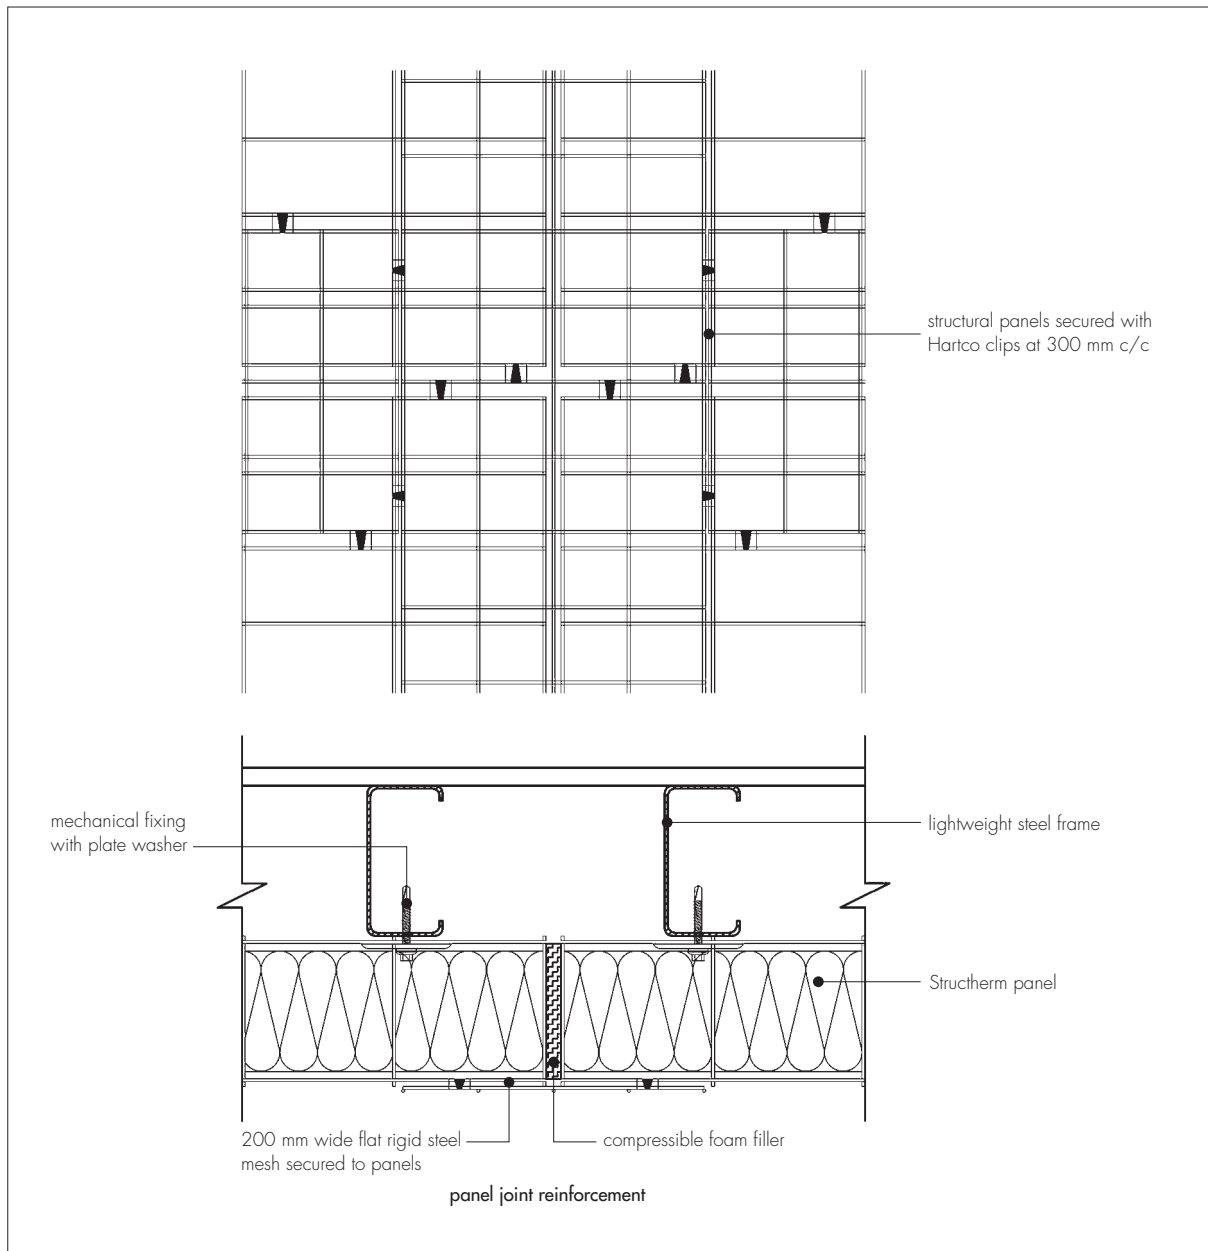 structural panels secured with
Hartco clips at 300 mm c/c
mechanical fixing
with plate washer
lightweight steel frame
Structherm panel
200 mm wide flat rigid steel
mesh secured to panels
compressible foam filler
panel joint reinforcement